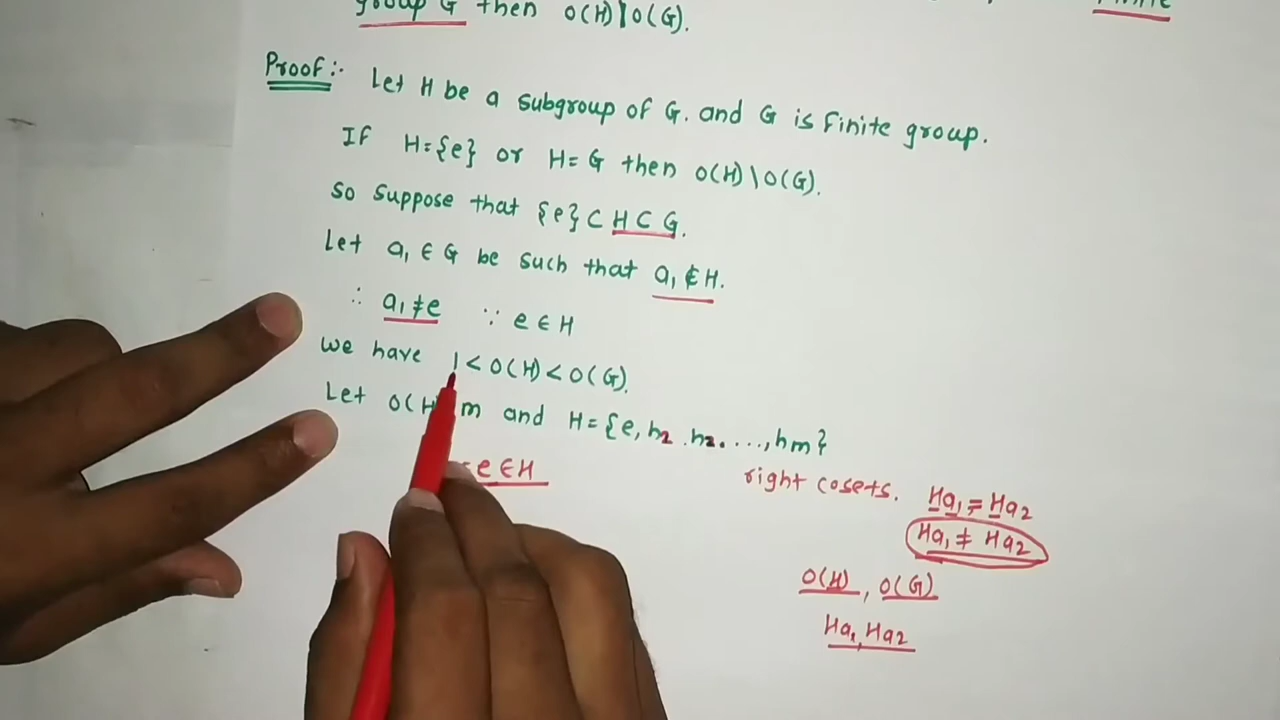 group G then O(H)\O(G). Finite
Proof:- Let H be a subgroup of G. and G is Finite group.
If H={e} or H=G then O(H)\O(G).
So suppose that {e}⊂H⊂G.
Let a₁∈G be such that a₁∉H.
∴ a₁≠e ∵ e∈H
we have 1<O(H)<O(G).
Let O(H m and H={e,h₂ h₂.....,hm}
e∈H
right cosets. Ha₁=Ha₂
Ha₁≠Ha₂
O(H), O(G)
Ha₁,Ha₂